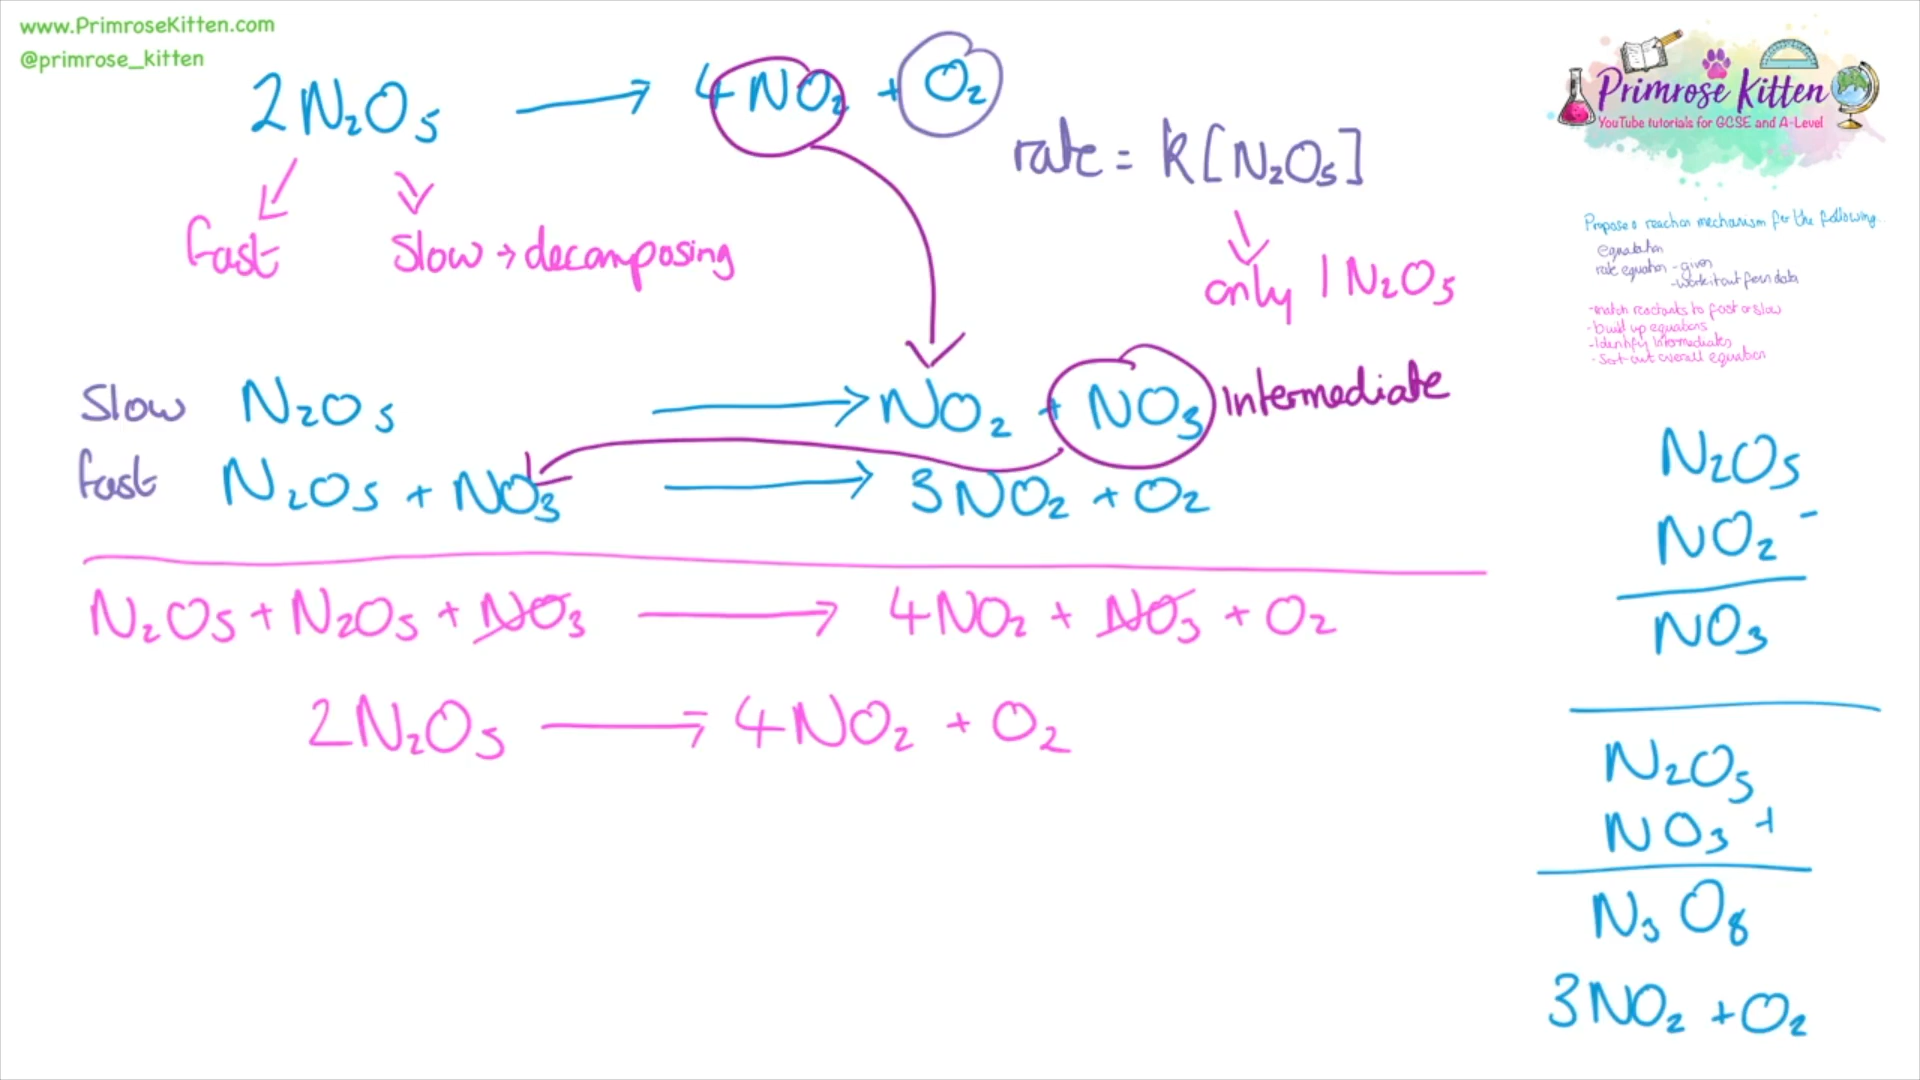 www.PrimroseKitten.com
@primrose_kitten
2N₂O₅ → 4NO₂ + O₂
rate = k[N₂O₅]
fast
slow → decomposing
only 1 N₂O₅
Slow N₂O₅ → NO₂ + NO₃ Intermediate
fast N₂O₅ + NO₃ → 3NO₂ + O₂
N₂O₅ + N₂O₅ + NO₃ → 4NO₂ + NO₃ + O₂
2N₂O₅ → 4NO₂ + O₂
Primrose Kitten
YouTube tutorials for GCSE and A-Level
Propose a reaction mechanism for the following..
equatation
rate equation - given
- work it out from data
- match reactants to fast or slow
- build up equations
- Identify Intermediates
- Sort out overall equation
N₂O₅
NO₂ -
NO₃
N₂O₅
NO₃ +
N₃O₈
3NO₂ + O₂